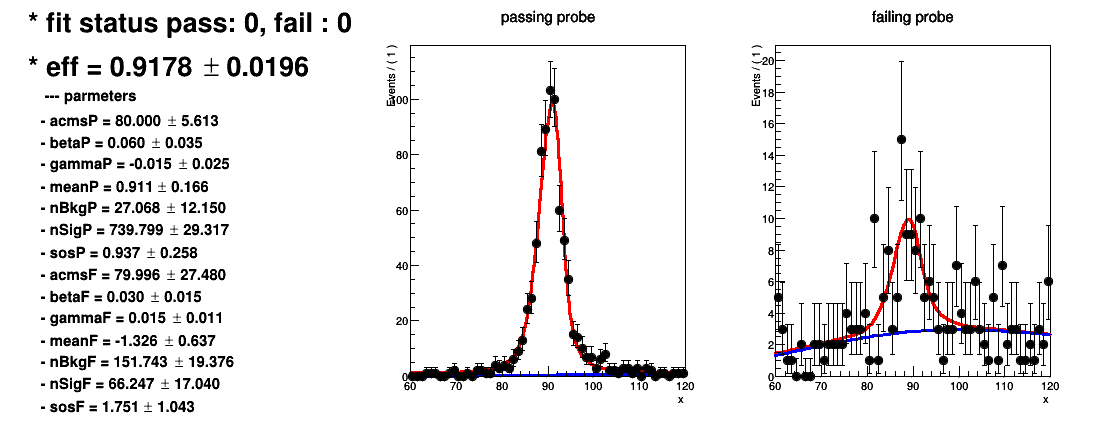 * fit status pass: 0, fail : 0
* eff = 0.9178 ± 0.0196
--- parmeters
- acmsP = 80.000 ± 5.613
- betaP = 0.060 ± 0.035
- gammaP = -0.015 ± 0.025
- meanP = 0.911 ± 0.166
- nBkgP = 27.068 ± 12.150
- nSigP = 739.799 ± 29.317
- sosP = 0.937 ± 0.258
- acmsF = 79.996 ± 27.480
- betaF = 0.030 ± 0.015
- gammaF = 0.015 ± 0.011
- meanF = -1.326 ± 0.637
- nBkgF = 151.743 ± 19.376
- nSigF = 66.247 ± 17.040
- sosF = 1.751 ± 1.043
passing probe
Events / ( 1 )
100
80
60
40
20
0
60 70 80 90 100 110 120
x
failing probe
Events / ( 1 )
20
18
16
14
12
10
8
6
4
2
0
60 70 80 90 100 110 120
x